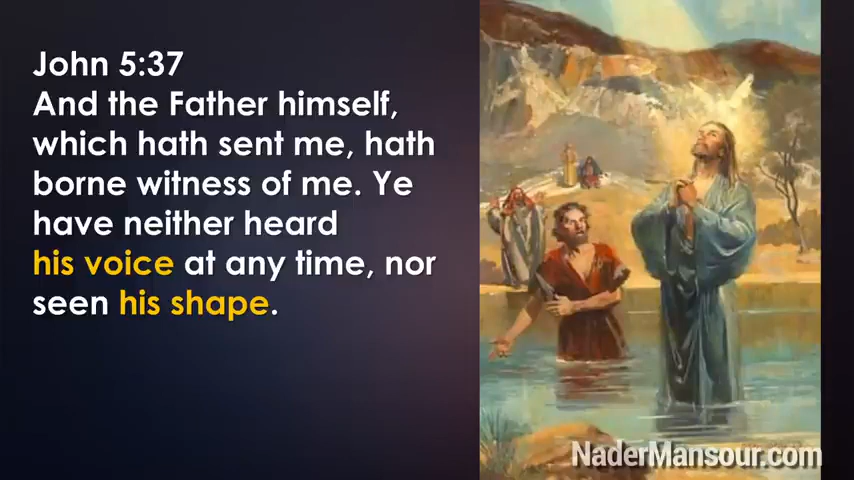 John 5:37
And the Father himself,
which hath sent me, hath
borne witness of me. Ye
have neither heard
his voice at any time, nor
seen his shape.
NaderMansour.com